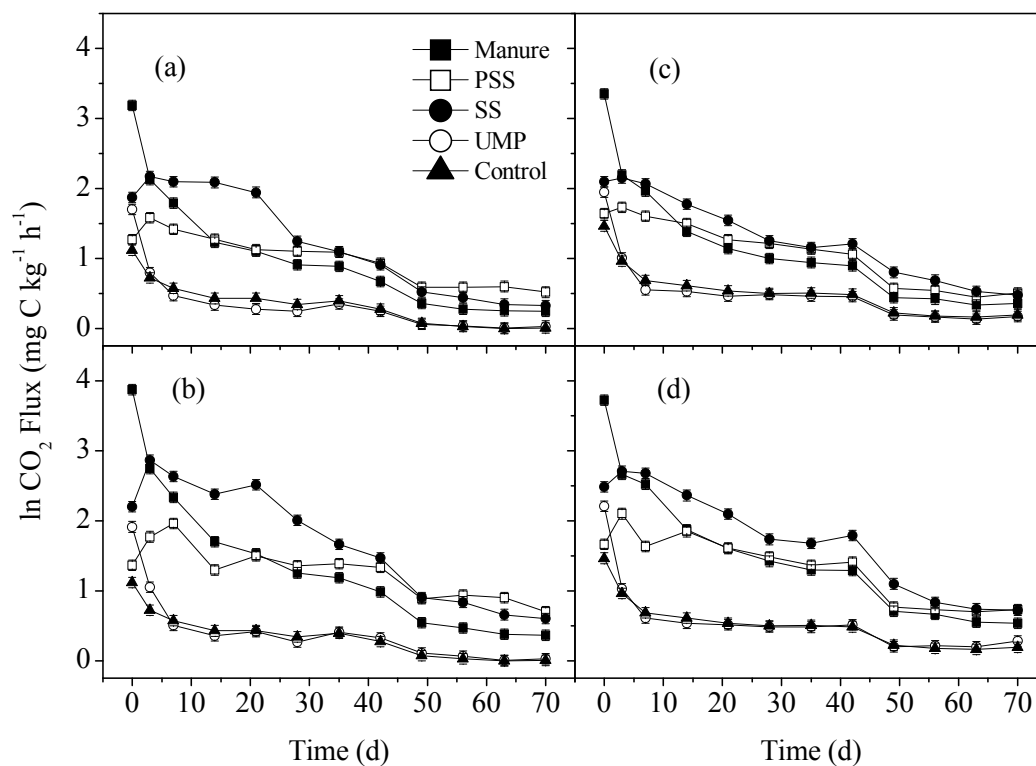 4
3
2
1
0
(a)
Manure
PSS
SS
UMP
Control
(c)
4
3
2
1
0
(b)
(d)
0 10 20 30 40 50 60 70
0 10 20 30 40 50 60 70
Time (d)
Time (d)
ln CO₂ Flux (mg C kg⁻¹ h⁻¹)